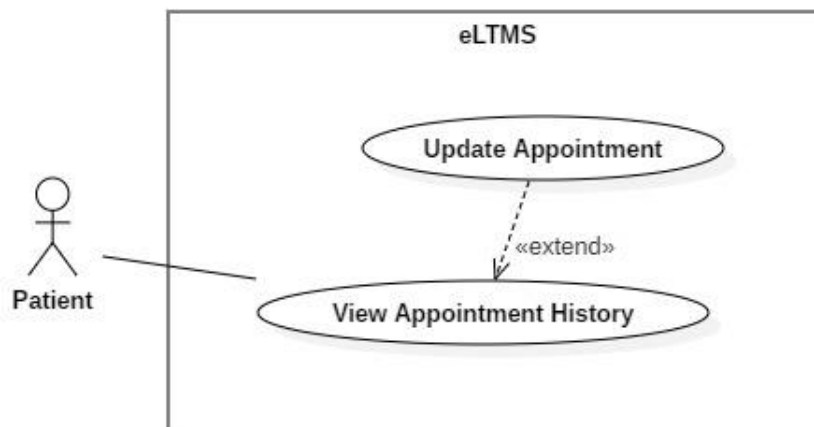 eLTMS
Update Appointment
«extend»
Patient
View Appointment History